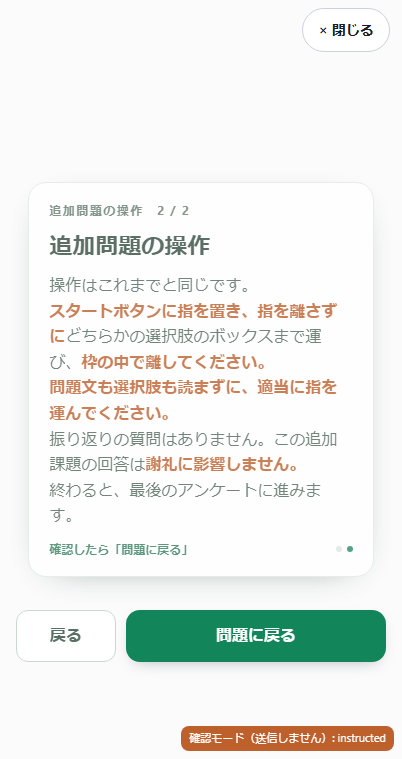 × 閉じる
追加問題の操作 2 / 2
追加問題の操作
操作はこれまでと同じです。
スタートボタンに指を置き、指を離さず
にどちらかの選択肢のボックスまで運
び、枠の中で離してください。
問題文も選択肢も読まずに、適当に指を
運んでください。
振り返りの質問はありません。この追加
課題の回答は謝礼に影響しません。
終わると、最後のアンケートに進みま
す。
確認したら「問題に戻る」
戻る
問題に戻る
確認モード（送信しません）: instructed